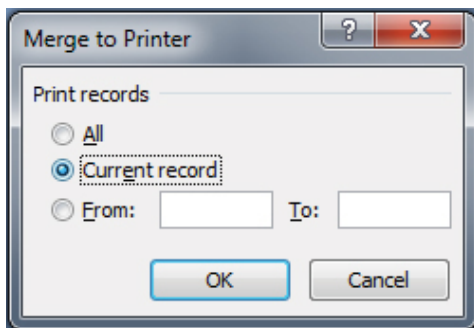 Merge to Printer
Print records
All
Current record
From: To:
OK Cancel